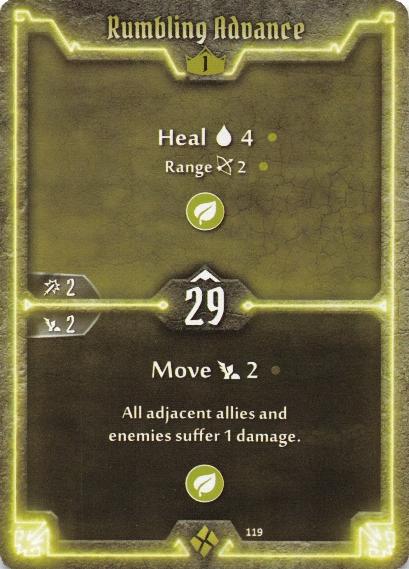 Rumbling Advance
1
Heal 4
Range 2
2
29
2
Move 2
All adjacent allies and
enemies suffer 1 damage.
119